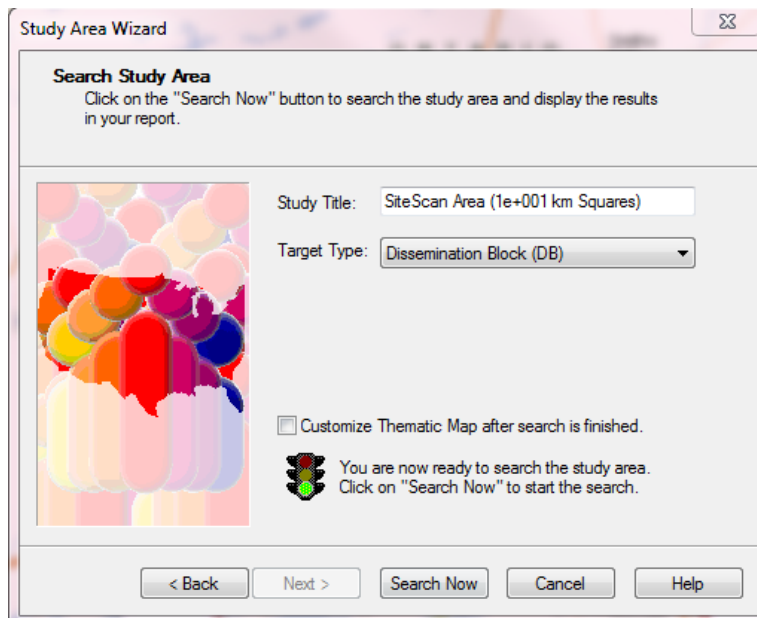 Study Area Wizard
Search Study Area
Click on the "Search Now" button to search the study area and display the results
in your report.
Study Title: SiteScan Area (1e+001 km Squares)
Target Type: Dissemination Block (DB)
Customize Thematic Map after search is finished.
You are now ready to search the study area.
Click on "Search Now" to start the search.
< Back Next > Search Now Cancel Help